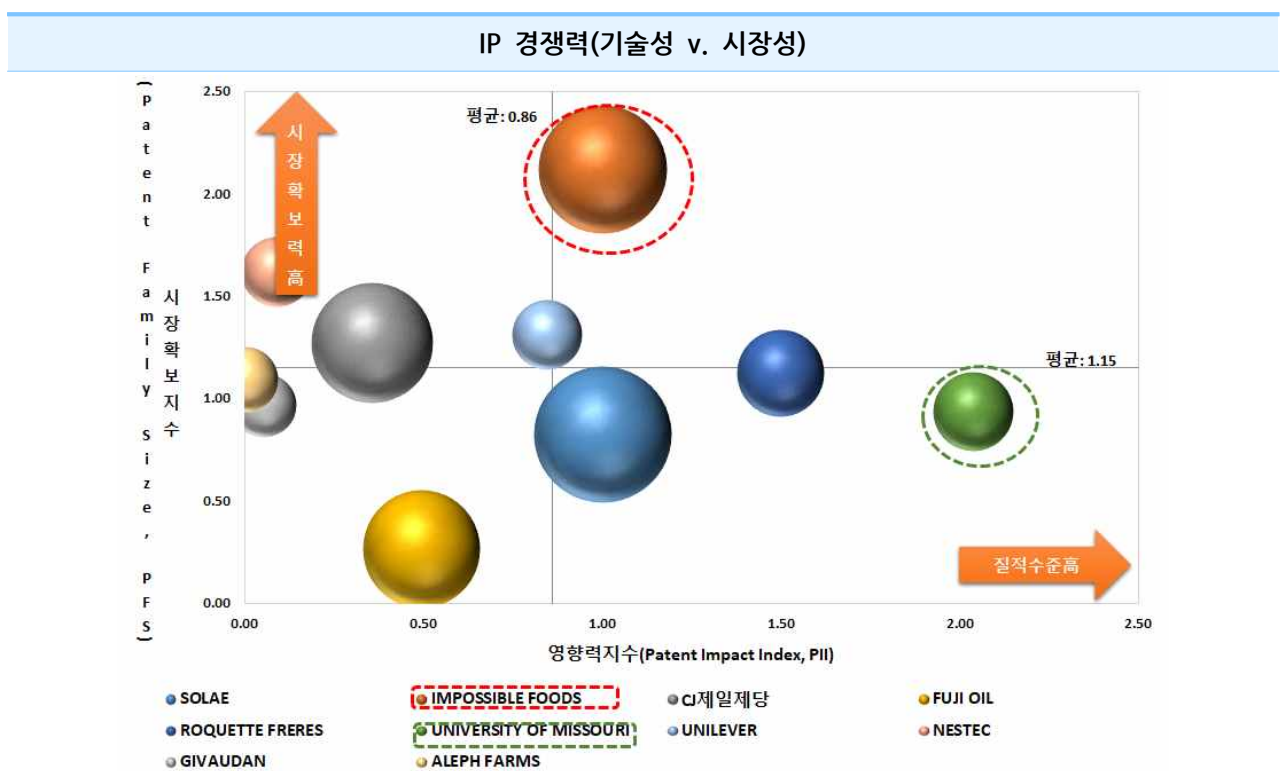 IP 경쟁력(기술성 v. 시장성)
(Patent Family Size, PFS)
시장확보지수
2.50
2.00
1.50
1.00
0.50
0.00
시장확보력高
평균: 0.86
평균: 1.15
질적수준高
0.00 0.50 1.00 1.50 2.00 2.50
영향력지수(Patent Impact Index, PII)
SOLAE IMPOSSIBLE FOODS CJ제일제당 FUJI OIL
ROQUETTE FRERES UNIVERSITY OF MISSOURI UNILEVER NESTEC
GIVAUDAN ALEPH FARMS